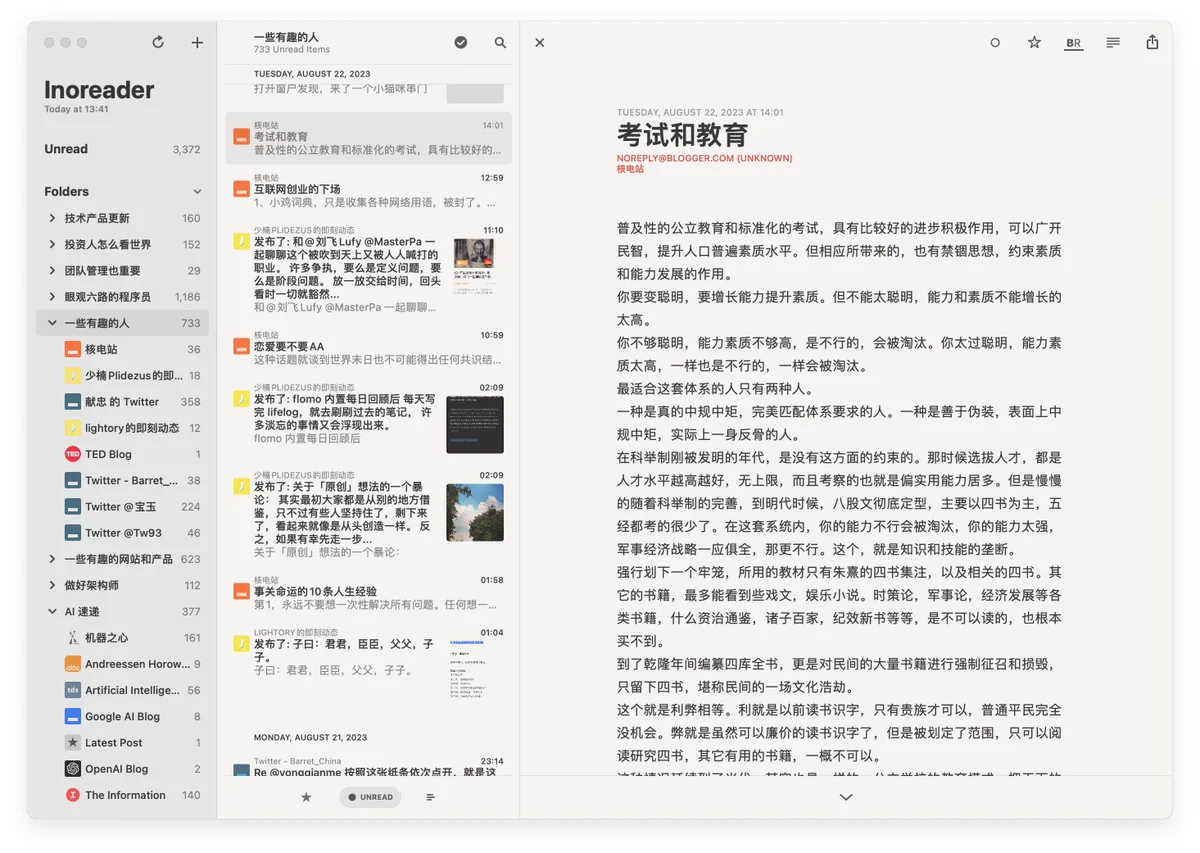 Inoreader
Today at 13:41
Unread 3,372
Folders
技术产品更新 160
投资人怎么看世界 152
团队管理也重要 29
眼观六路的程序员 1,186
一些有趣的人 733
核电站 36
少楠Plidezus的即... 18
献忠 的 Twitter 358
lightory的即刻动态 12
TED Blog 1
Twitter - Barret_... 38
Twitter @宝玉 224
Twitter @Tw93 46
一些有趣的网站和产品 623
做好架构师 112
AI 速递 377
机器之心 161
Andreessen Horow... 9
Artificial Intellige... 56
Google AI Blog 8
Latest Post 1
OpenAI Blog 2
The Information 140
一些有趣的人
733 Unread Items
TUESDAY, AUGUST 22, 2023
打开窗户发现，来了一个小猫咪串门
核电站 14:01
考试和教育
普及性的公立教育和标准化的考试，具有比较好的...
核电站 12:59
互联网创业的下场
1、小鸡词典，只是收集各种网络用语，被封了。...
少楠PLIDEZUS的即刻动态 11:10
发布了: 和@刘飞Lufy @MasterPa 一
起聊聊这个被吹到天上又被人人喊打的
职业。 许多争执，要么是定义问题，要
么是阶段问题。 放一放交给时间，回头
看时一切就豁然...
和@刘飞Lufy @MasterPa 一起聊聊...
核电站 10:59
恋爱要不要AA
这种话题就谈到世界末日也不可能得出任何共识结...
少楠PLIDEZUS的即刻动态 02:09
发布了: flomo 内置每日回顾后 每天写
完 lifelog，就去刷刷过去的笔记， 许
多淡忘的事情又会浮现出来。
flomo 内置每日回顾后
少楠PLIDEZUS的即刻动态 02:09
发布了: 关于「原创」想法的一个暴
论： 其实最初大家都是从别的地方借
鉴，只不过有些人坚持住了，剩下来
了，看起来就像是从头创造一样。 反
之，如果有幸先走一步...
关于「原创」想法的一个暴论：
核电站 01:58
事关命运的10条人生经验
第1，永远不要想一次性解决所有问题。任何想一...
LIGHTORY的即刻动态 01:04
发布了: 子曰：君君，臣臣，父父，子
子。
子曰：君君，臣臣，父父，子子。
MONDAY, AUGUST 21, 2023
Twitter - Barret_China 23:14
Re @yongqianme 按照这张纸条依次点开，就是这
UNREAD
BR
TUESDAY, AUGUST 22, 2023 AT 14:01
考试和教育
NOREPLY@BLOGGER.COM (UNKNOWN)
核电站
普及性的公立教育和标准化的考试，具有比较好的进步积极作用，可以广开
民智，提升人口普遍素质水平。但相应所带来的，也有禁锢思想，约束素质
和能力发展的作用。
你要变聪明，要增长能力提升素质。但不能太聪明，能力和素质不能增长的
太高。
你不够聪明，能力素质不够高，是不行的，会被淘汰。你太过聪明，能力素
质太高，一样也是不行的，一样会被淘汰。
最适合这套体系的人只有两种人。
一种是真的中规中矩，完美匹配体系要求的人。一种是善于伪装，表面上中
规中矩，实际上一身反骨的人。
在科举制刚被发明的年代，是没有这方面的约束的。那时候选拔人才，都是
人才水平越高越好，无上限，而且考察的也就是偏实用能力居多。但是慢慢
的随着科举制的完善，到明代时候，八股文彻底定型，主要以四书为主，五
经都考的很少了。在这套系统内，你的能力不行会被淘汰，你的能力太强，
军事经济战略一应俱全，那更不行。这个，就是知识和技能的垄断。
强行划下一个牢笼，所用的教材只有朱熹的四书集注，以及相关的四书。其
它的书籍，最多能看到些戏文，娱乐小说。时策论，军事论，经济发展等各
类书籍，什么资治通鉴，诸子百家，纪效新书等等，是不可以读的，也根本
买不到。
到了乾隆年间编纂四库全书，更是对民间的大量书籍进行强制征召和损毁，
只留下四书，堪称民间的一场文化浩劫。
这个就是利弊相等。利就是以前读书识字，只有贵族才可以，普通平民完全
没机会。弊就是虽然可以廉价的读书识字了，但是被划定了范围，只可以阅
读研究四书，其它有用的书籍，一概不可以。